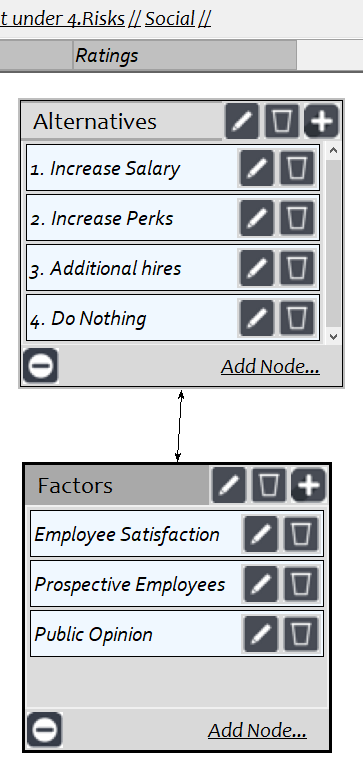 t under 4.Risks // Social //
Ratings
Alternatives
1. Increase Salary
2. Increase Perks
3. Additional hires
4. Do Nothing
Add Node...
Factors
Employee Satisfaction
Prospective Employees
Public Opinion
Add Node...